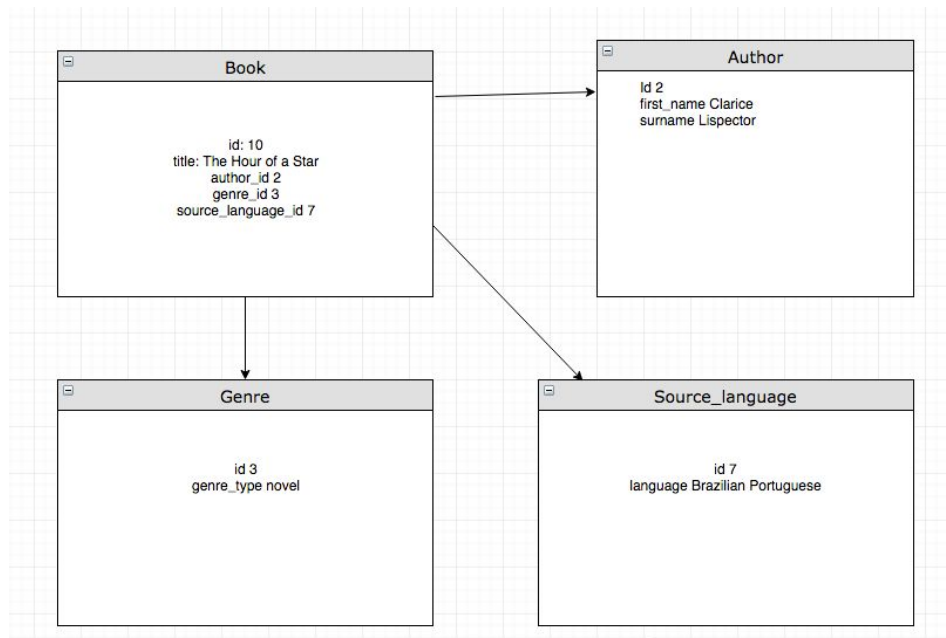 Book
id: 10
title: The Hour of a Star
author_id 2
genre_id 3
source_language_id 7
Author
Id 2
first_name Clarice
surname Lispector
Genre
id 3
genre_type novel
Source_language
id 7
language Brazilian Portuguese